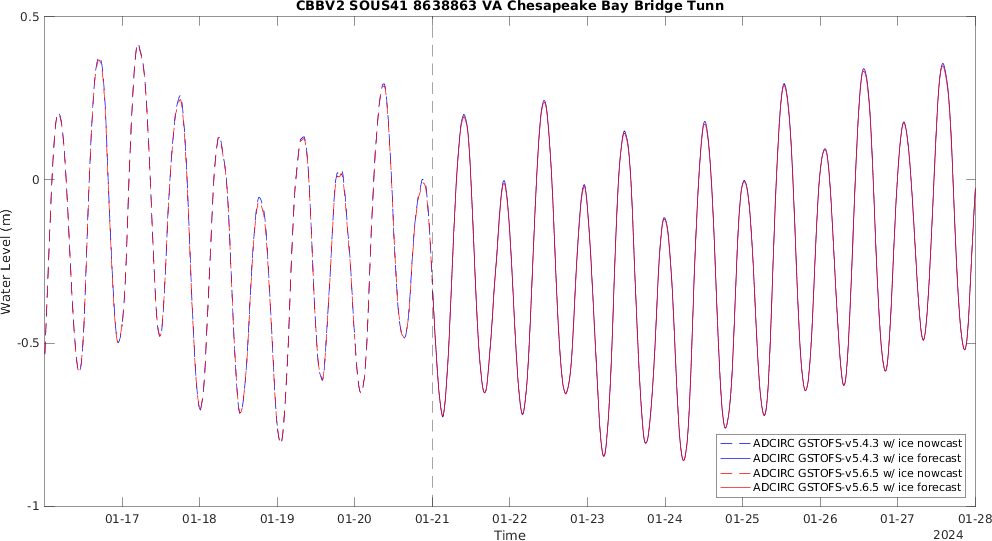 CBBV2 SOUS41 8638863 VA Chesapeake Bay Bridge Tunn
0.5
0
-0.5
-1
Water Level (m)
ADCIRC GSTOFS-v5.4.3 w/ ice nowcast
ADCIRC GSTOFS-v5.4.3 w/ ice forecast
ADCIRC GSTOFS-v5.6.5 w/ ice nowcast
ADCIRC GSTOFS-v5.6.5 w/ ice forecast
01-17 01-18 01-19 01-20 01-21 01-22 01-23 01-24 01-25 01-26 01-27 01-28
Time
2024